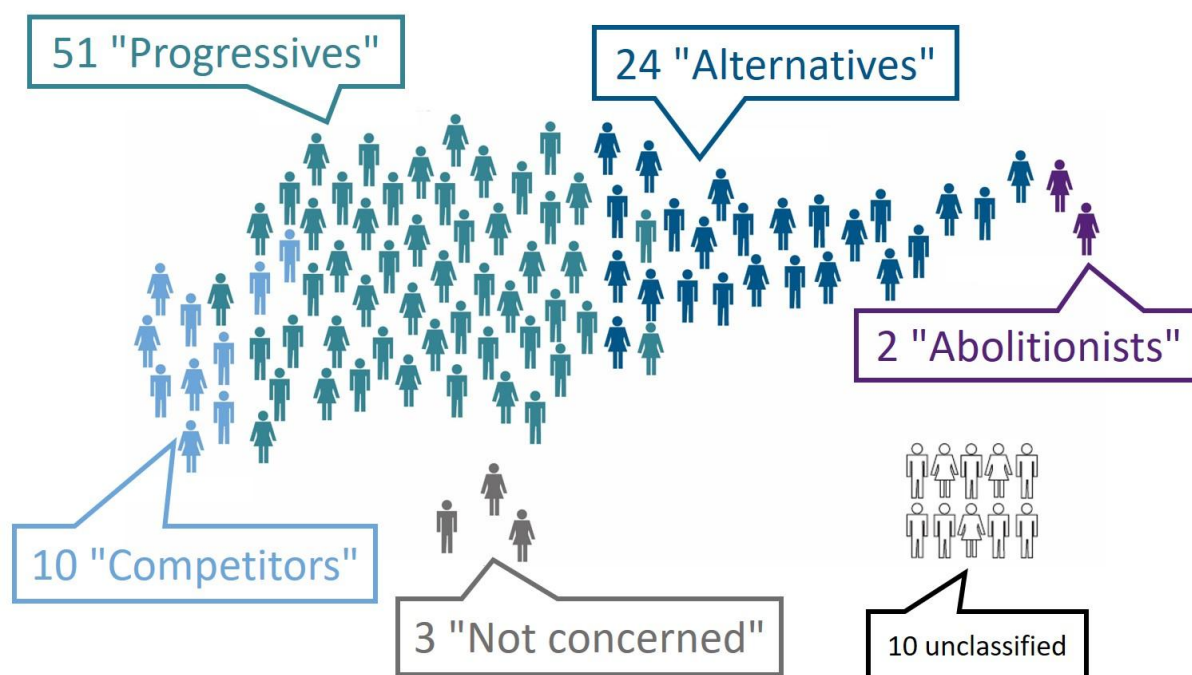 51 "Progressives"
24 "Alternatives"
2 "Abolitionists"
10 "Competitors"
3 "Not concerned"
10 unclassified